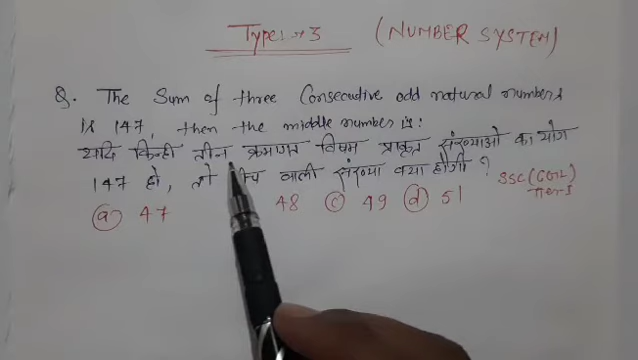 Type:-3 (NUMBER SYSTEM)
Q. The Sum of three Consecutive odd natural numbers
is 147, then the middle number is:
यदि किन्ही तीन क्रमागत विषम प्राकृत संख्याओ का योग
147 हो, तो वाली संख्या क्या होगी ? SSC (CGL)
Tier-I
(a) 47 48 (c) 49 (d) 51